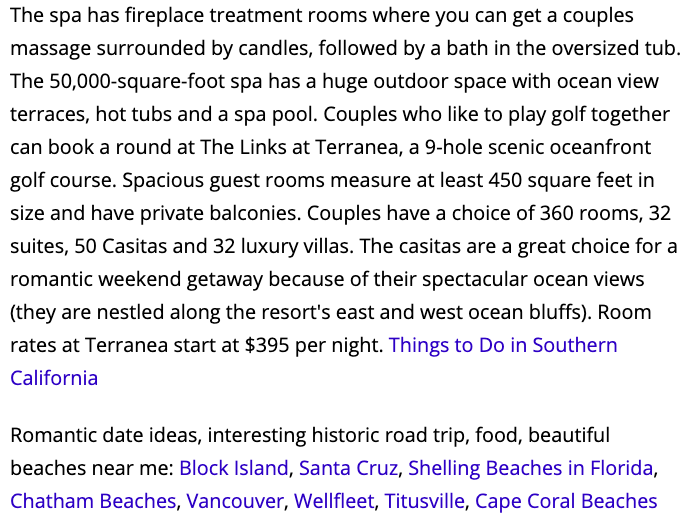 The spa has fireplace treatment rooms where you can get a couples
massage surrounded by candles, followed by a bath in the oversized tub.
The 50,000-square-foot spa has a huge outdoor space with ocean view
terraces, hot tubs and a spa pool. Couples who like to play golf together
can book a round at The Links at Terranea, a 9-hole scenic oceanfront
golf course. Spacious guest rooms measure at least 450 square feet in
size and have private balconies. Couples have a choice of 360 rooms, 32
suites, 50 Casitas and 32 luxury villas. The casitas are a great choice for a
romantic weekend getaway because of their spectacular ocean views
(they are nestled along the resort's east and west ocean bluffs). Room
rates at Terranea start at $395 per night. Things to Do in Southern
California
Romantic date ideas, interesting historic road trip, food, beautiful
beaches near me: Block Island, Santa Cruz, Shelling Beaches in Florida,
Chatham Beaches, Vancouver, Wellfleet, Titusville, Cape Coral Beaches